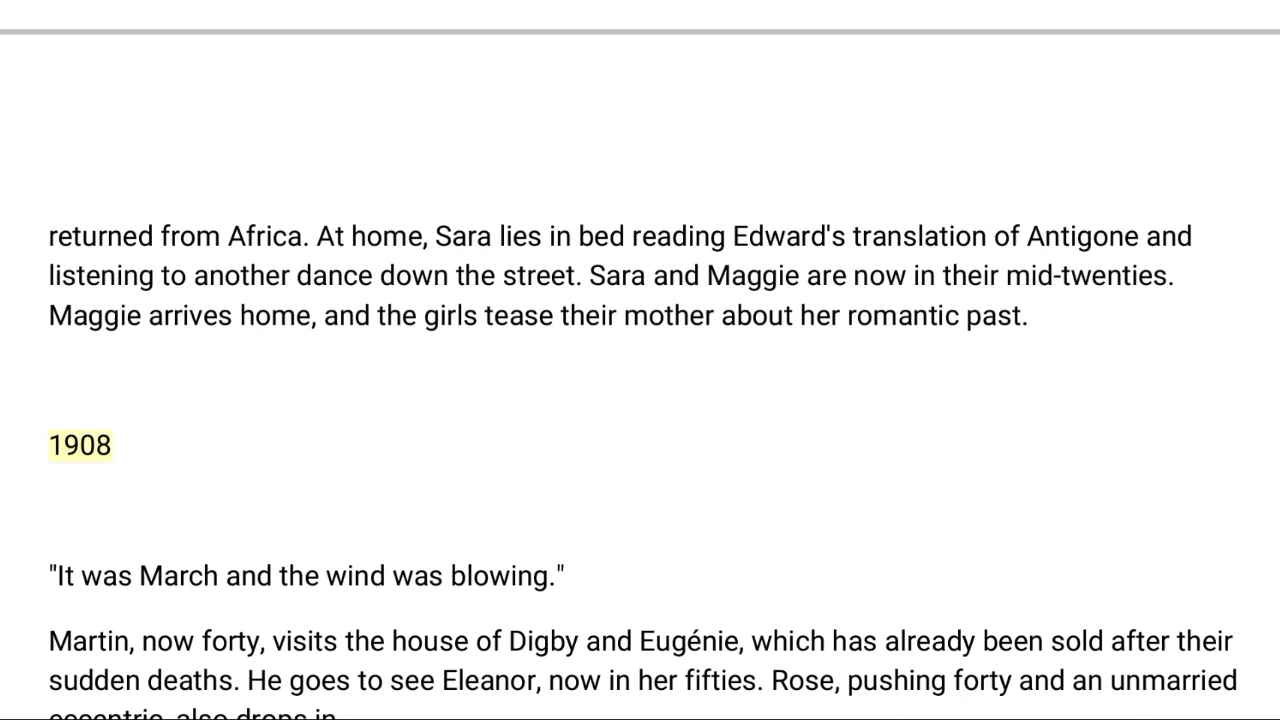 returned from Africa. At home, Sara lies in bed reading Edward's translation of Antigone and
listening to another dance down the street. Sara and Maggie are now in their mid-twenties.
Maggie arrives home, and the girls tease their mother about her romantic past.
1908
"It was March and the wind was blowing."
Martin, now forty, visits the house of Digby and Eugénie, which has already been sold after their
sudden deaths. He goes to see Eleanor, now in her fifties. Rose, pushing forty and an unmarried
eccentric, also drops in.